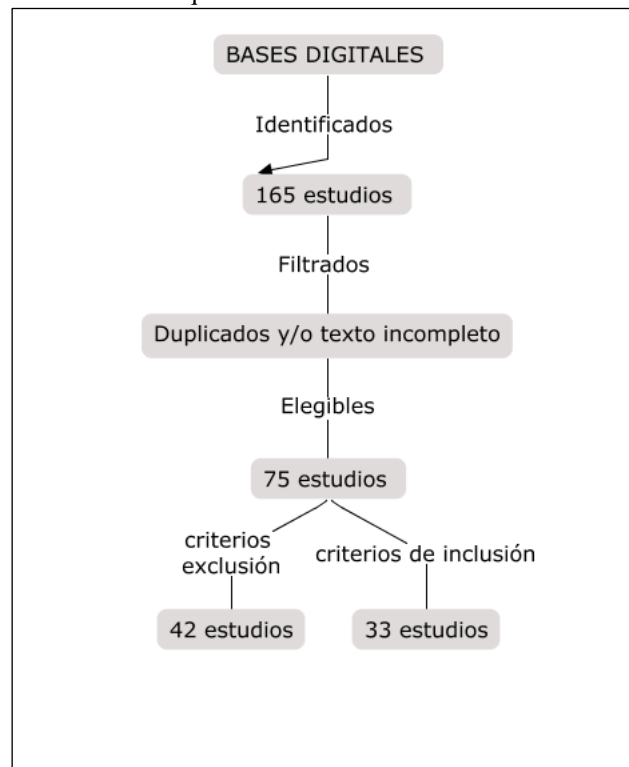 BASES DIGITALES
Identificados
165 estudios
Filtrados
Duplicados y/o texto incompleto
Elegibles
75 estudios
criterios
exclusión
criterios de inclusión
42 estudios
33 estudios